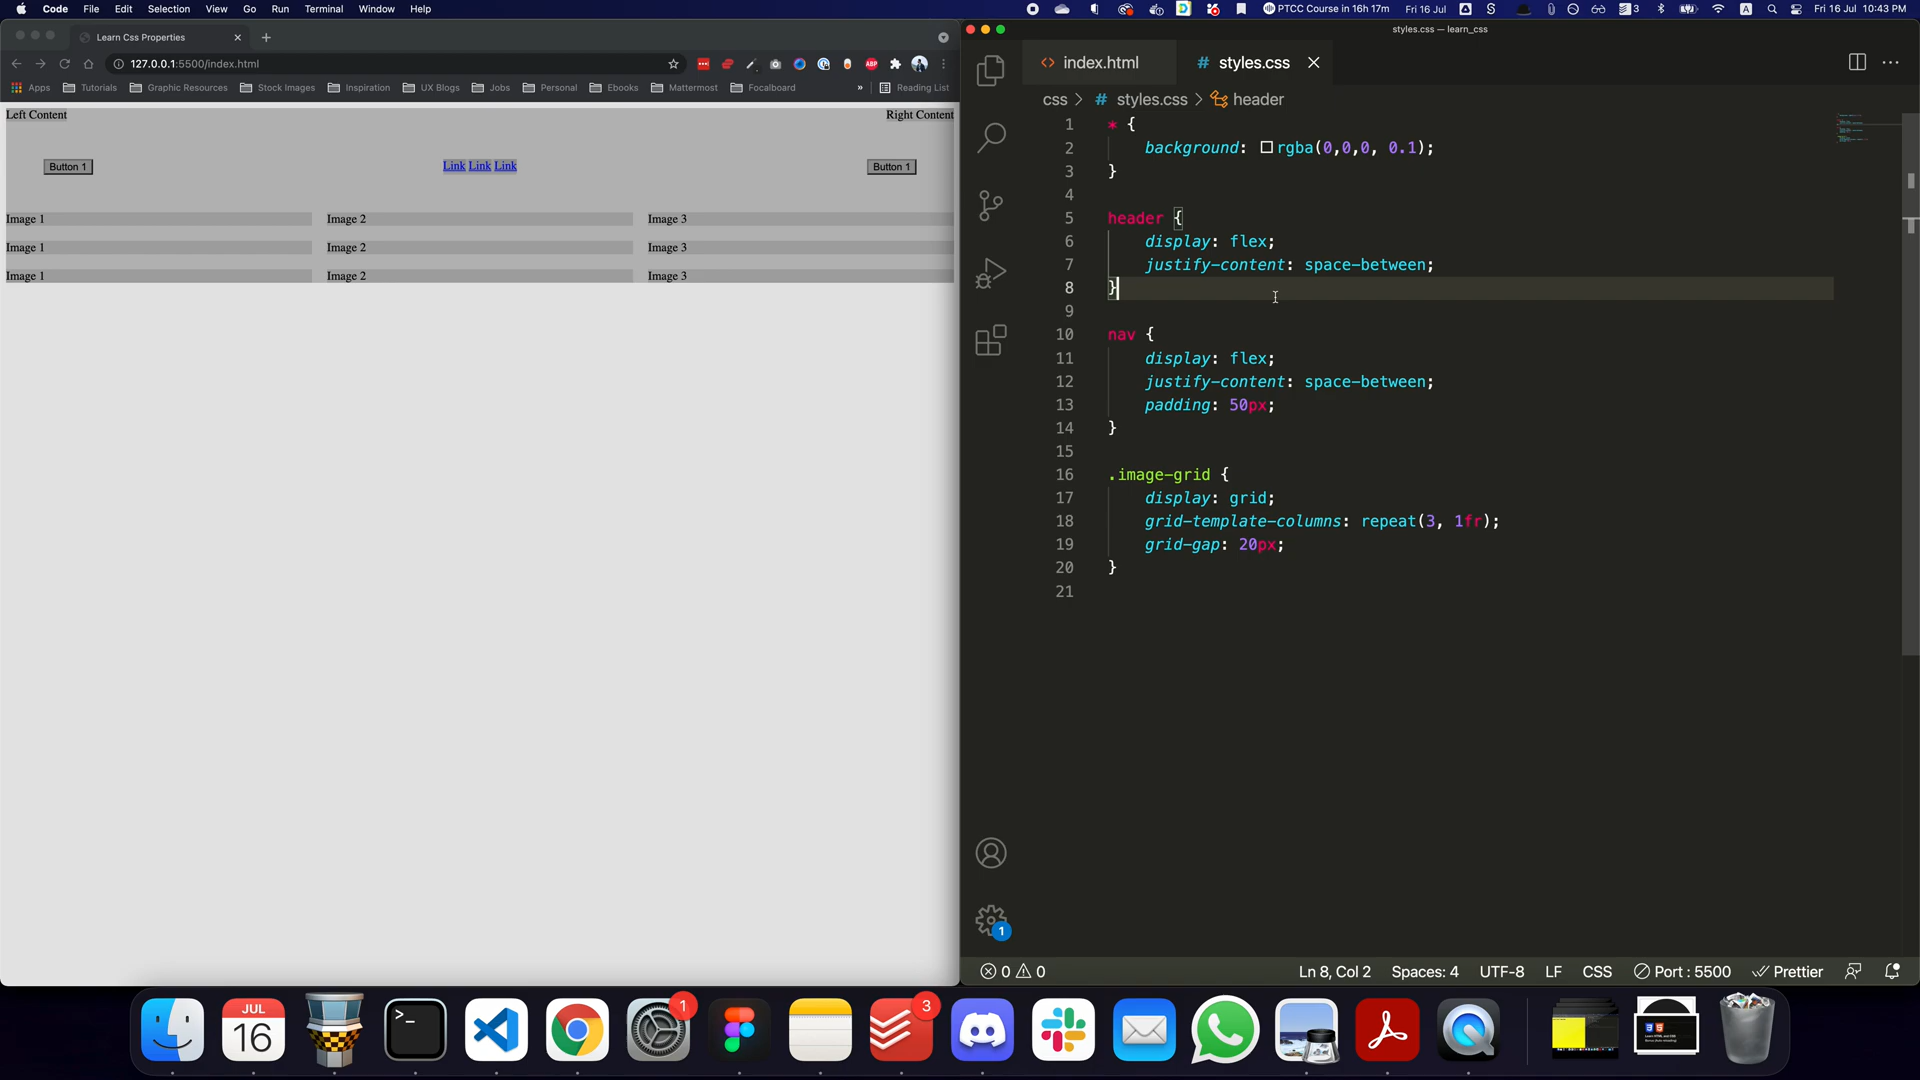 Code File Edit Selection View Go Run Terminal Window Help
PTCC Course in 16h 17m Fri 16 Jul 3 Fri 16 Jul 10:43 PM
Learn Css Properties
127.0.0.1:5500/index.html
Apps Tutorials Graphic Resources Stock Images Inspiration UX Blogs Jobs Personal Ebooks Mattermost Focalboard » Reading List
Left Content Right Content
Button 1 Link Link Link Button 1
Image 1 Image 2 Image 3
Image 1 Image 2 Image 3
Image 1 Image 2 Image 3
styles.css — learn_css
<> index.html # styles.css
css > # styles.css > header
1 * {
2 background: rgba(0,0,0, 0.1);
3 }
4
5 header {
6 display: flex;
7 justify-content: space-between;
8 }
9
10 nav {
11 display: flex;
12 justify-content: space-between;
13 padding: 50px;
14 }
15
16 .image-grid {
17 display: grid;
18 grid-template-columns: repeat(3, 1fr);
19 grid-gap: 20px;
20 }
21
1
0 0 Ln 8, Col 2 Spaces: 4 UTF-8 LF CSS Port : 5500 Prettier
JUL
16
>_
1
3